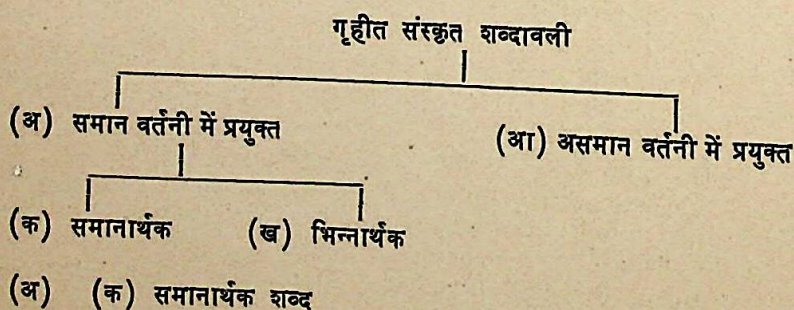 गृहीत संस्कृत शब्दावली
(अ) समान वर्तनी में प्रयुक्त
(आ) असमान वर्तनी में प्रयुक्त
(क) समानार्थक (ख) भिन्नार्थक
(अ) (क) समानार्थक शब्द